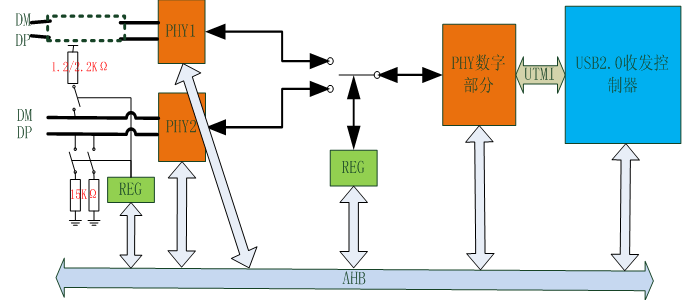 DM
DP
PHY1
1.2/2.2KΩ
DM
DP
PHY2
15KΩ
REG
REG
PHY数字
部分
UTMI
USB2.0收发控
制器
AHB